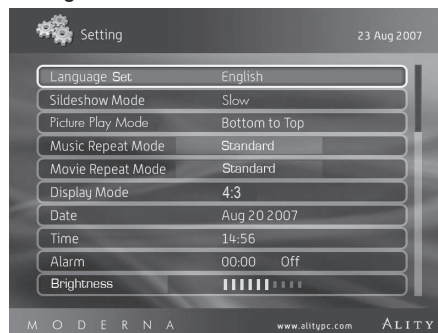 Setting 23 Aug 2007
Language Set English
Sildeshow Mode Slow
Picture Play Mode Bottom to Top
Music Repeat Mode Standard
Movie Repeat Mode Standard
Display Mode 4:3
Date Aug 20 2007
Time 14:56
Alarm 00:00 Off
Brightness
MODERNA www.alitypc.com ALITY